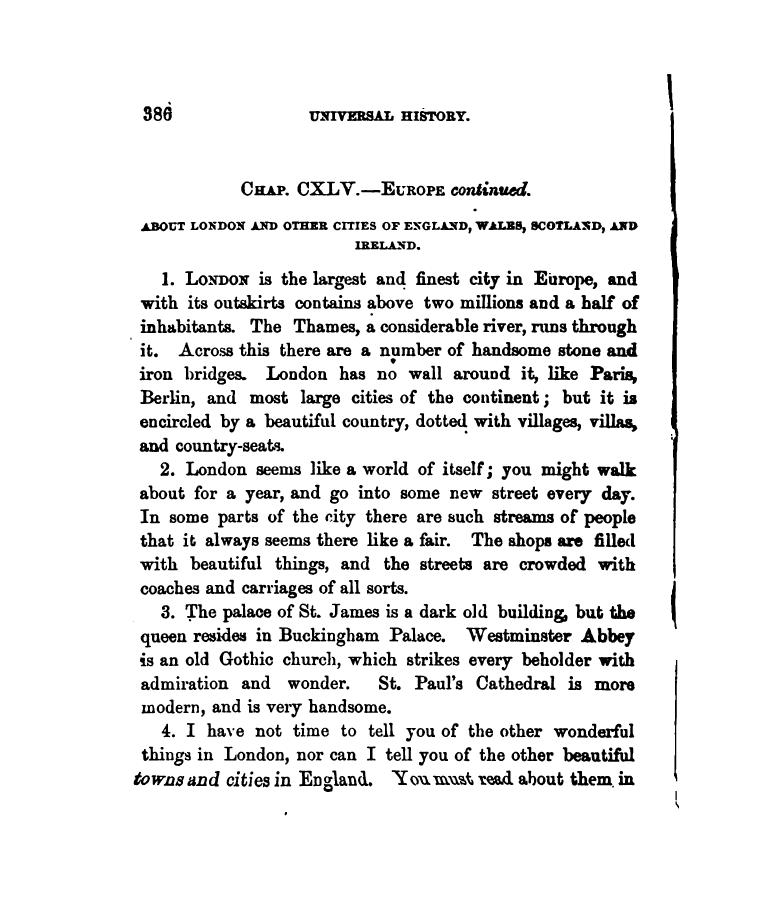 386 UNIVERSAL HISTORY.
CHAP. CXLV.—EUROPE continued.
ABOUT LONDON AND OTHER CITIES OF ENGLAND, WALES, SCOTLAND, AND
IRELAND.
1. LONDON is the largest and finest city in Europe, and
with its outskirts contains above two millions and a half of
inhabitants. The Thames, a considerable river, runs through
it. Across this there are a number of handsome stone and
iron bridges. London has no wall around it, like Paris,
Berlin, and most large cities of the continent; but it is
encircled by a beautiful country, dotted with villages, villas,
and country-seats.
2. London seems like a world of itself; you might walk
about for a year, and go into some new street every day.
In some parts of the city there are such streams of people
that it always seems there like a fair. The shops are filled
with beautiful things, and the streets are crowded with
coaches and carriages of all sorts.
3. The palace of St. James is a dark old building, but the
queen resides in Buckingham Palace. Westminster Abbey
is an old Gothic church, which strikes every beholder with
admiration and wonder. St. Paul's Cathedral is more
modern, and is very handsome.
4. I have not time to tell you of the other wonderful
things in London, nor can I tell you of the other beautiful
towns and cities in England. You must read about them in